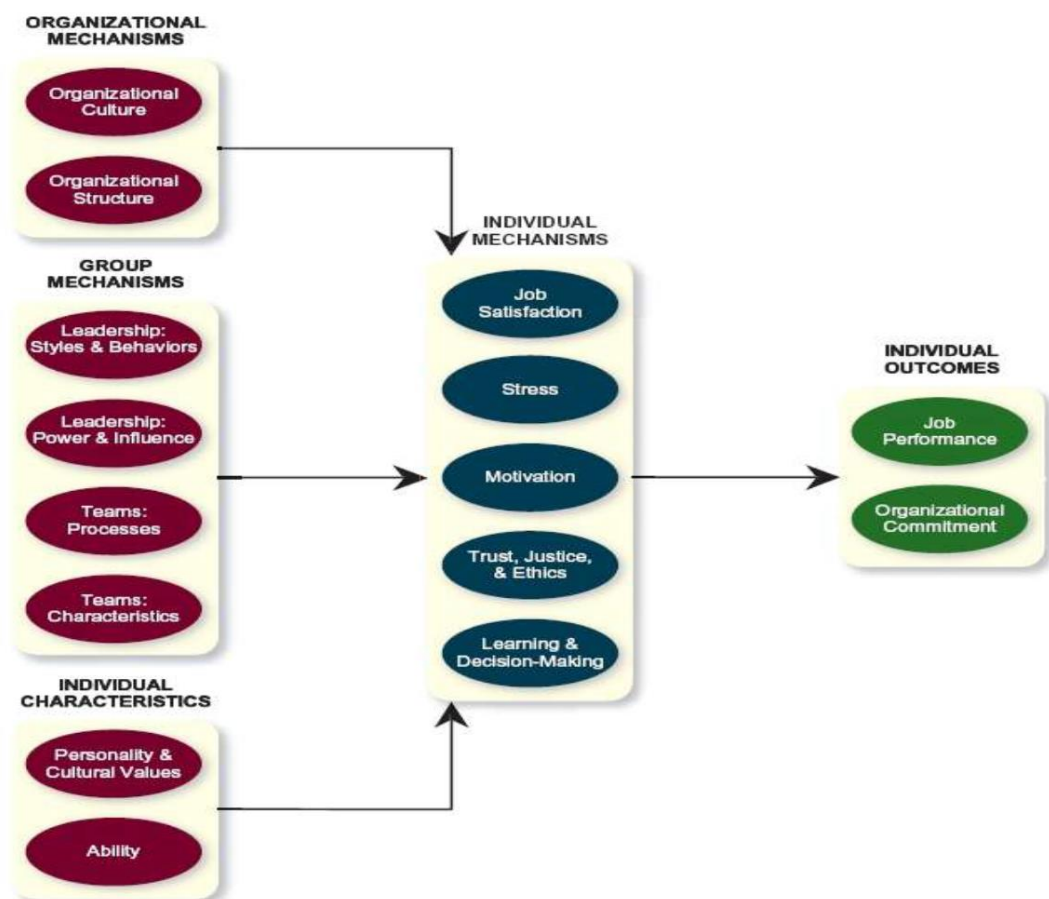 ORGANIZATIONAL
MECHANISMS
Organizational
Culture
Organizational
Structure
GROUP
MECHANISMS
Leadership:
Styles & Behaviors
Leadership:
Power & Influence
Teams:
Processes
Teams:
Characteristics
INDIVIDUAL
CHARACTERISTICS
Personality &
Cultural Values
Ability
INDIVIDUAL
MECHANISMS
Job
Satisfaction
Stress
Motivation
Trust, Justice,
& Ethics
Learning &
Decision-Making
INDIVIDUAL
OUTCOMES
Job
Performance
Organizational
Commitment